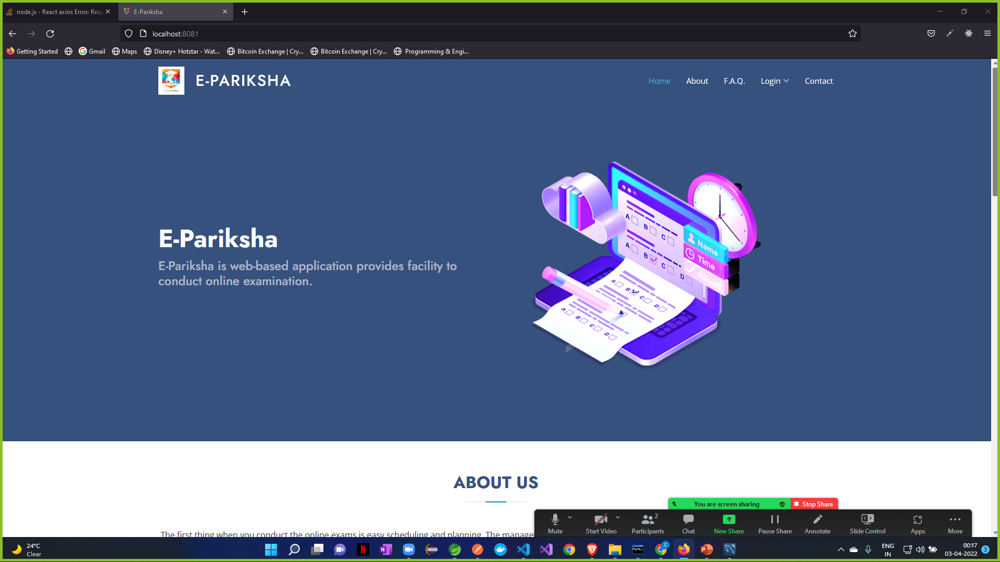 node.js - React axios Error: Requ
E-Pariksha
localhost:8081
Getting Started
Gmail
Maps
Disney+ Hotstar - Wat...
Bitcoin Exchange | Cry...
Bitcoin Exchange | Cry...
Programming & Engi...
E-Pariksha
E-PARIKSHA
Home
About
F.A.Q.
Login
Contact
E-Pariksha
E-Pariksha is web-based application provides facility to
conduct online examination.
A
B
C
A
B
C
D
Name
Time
Result
A
B
C
D
A
B
C
D
ABOUT US
The first thing when you conduct the online exams is easy scheduling and planning. The manager
You are screen sharing
Stop Share
Mute
Start Video
2
Participants
Chat
New Share
Pause Share
Annotate
Slide Control
Apps
More
24°C
Clear
N
N
MySQL
C
P
ENG
IN
00:17
03-04-2022
3